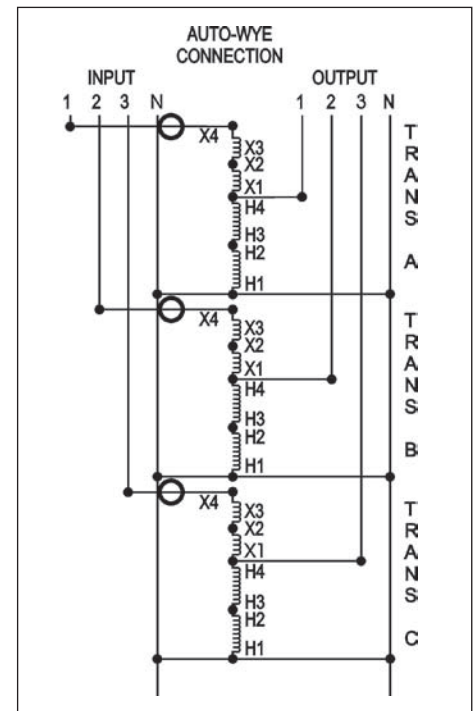 AUTO-WYE
CONNECTION
INPUT OUTPUT
1 2 3 N 1 2 3 N
X4
X3
X2
X1
H4
H3
H2
H1
TRANS A
X4
X3
X2
X1
H4
H3
H2
H1
TRANS B
X4
X3
X2
X1
H4
H3
H2
H1
TRANS C